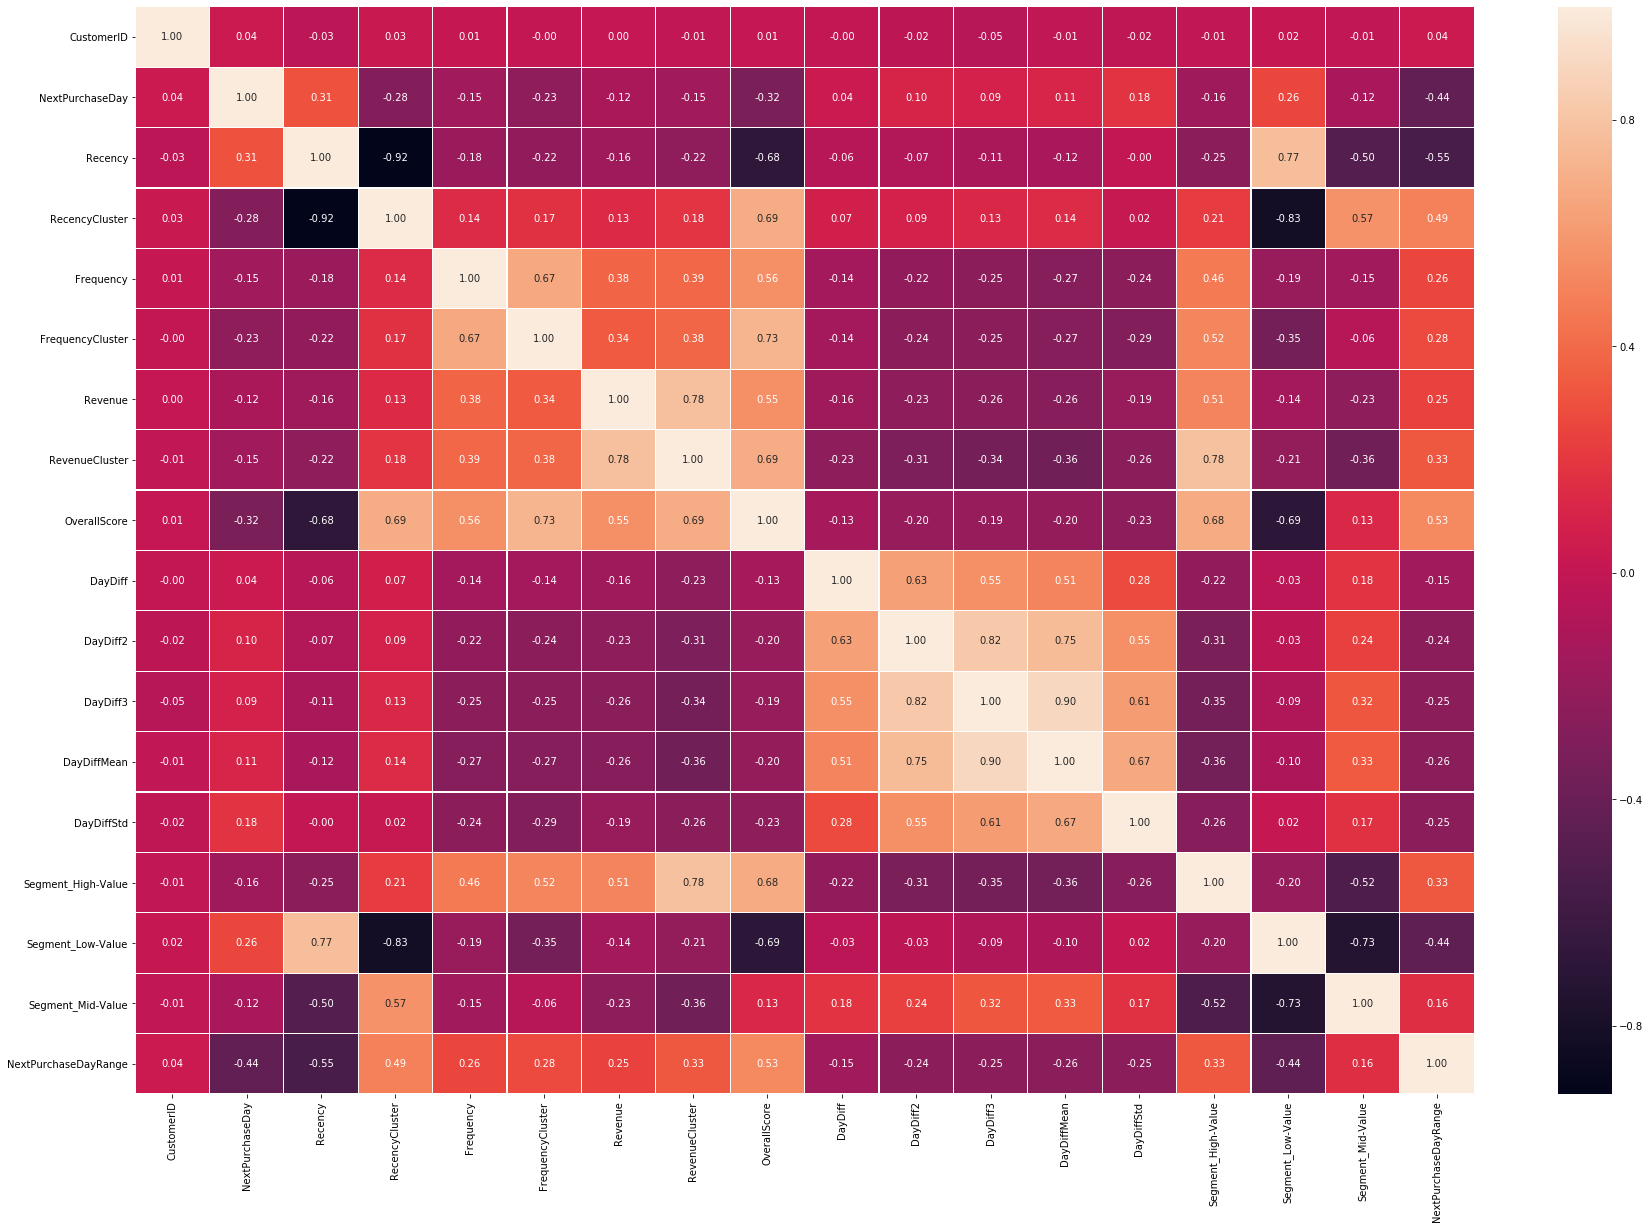 CustomerID 1.00 0.04 -0.03 0.03 0.01 -0.00 0.00 -0.01 0.01 -0.00 -0.02 -0.05 -0.01 -0.02 -0.01 0.02 -0.01 0.04
NextPurchaseDay 0.04 1.00 0.31 -0.28 -0.15 -0.23 -0.12 -0.15 -0.32 0.04 0.10 0.09 0.11 0.18 -0.16 0.26 -0.12 -0.44
Recency -0.03 0.31 1.00 -0.92 -0.18 -0.22 -0.16 -0.22 -0.68 -0.06 -0.07 -0.11 -0.12 -0.00 -0.25 0.77 -0.50 -0.55
RecencyCluster 0.03 -0.28 -0.92 1.00 0.14 0.17 0.13 0.18 0.69 0.07 0.09 0.13 0.14 0.02 0.21 -0.83 0.57 0.49
Frequency 0.01 -0.15 -0.18 0.14 1.00 0.67 0.38 0.39 0.56 -0.14 -0.22 -0.25 -0.27 -0.24 0.46 -0.19 -0.15 0.26
FrequencyCluster -0.00 -0.23 -0.22 0.17 0.67 1.00 0.34 0.38 0.73 -0.14 -0.24 -0.25 -0.27 -0.29 0.52 -0.35 -0.06 0.28
Revenue 0.00 -0.12 -0.16 0.13 0.38 0.34 1.00 0.78 0.55 -0.16 -0.23 -0.26 -0.26 -0.19 0.51 -0.14 -0.23 0.25
RevenueCluster -0.01 -0.15 -0.22 0.18 0.39 0.38 0.78 1.00 0.69 -0.23 -0.31 -0.34 -0.36 -0.26 0.78 -0.21 -0.36 0.33
OverallScore 0.01 -0.32 -0.68 0.69 0.56 0.73 0.55 0.69 1.00 -0.13 -0.20 -0.19 -0.20 -0.23 0.68 -0.69 0.13 0.53
DayDiff -0.00 0.04 -0.06 0.07 -0.14 -0.14 -0.16 -0.23 -0.13 1.00 0.63 0.55 0.51 0.28 -0.22 -0.03 0.18 -0.15
DayDiff2 -0.02 0.10 -0.07 0.09 -0.22 -0.24 -0.23 -0.31 -0.20 0.63 1.00 0.82 0.75 0.55 -0.31 -0.03 0.24 -0.24
DayDiff3 -0.05 0.09 -0.11 0.13 -0.25 -0.25 -0.26 -0.34 -0.19 0.55 0.82 1.00 0.90 0.61 -0.35 -0.09 0.32 -0.25
DayDiffMean -0.01 0.11 -0.12 0.14 -0.27 -0.27 -0.26 -0.36 -0.20 0.51 0.75 0.90 1.00 0.67 -0.36 -0.10 0.33 -0.26
DayDiffStd -0.02 0.18 -0.00 0.02 -0.24 -0.29 -0.19 -0.26 -0.23 0.28 0.55 0.61 0.67 1.00 -0.26 0.02 0.17 -0.25
Segment_High-Value -0.01 -0.16 -0.25 0.21 0.46 0.52 0.51 0.78 0.68 -0.22 -0.31 -0.35 -0.36 -0.26 1.00 -0.20 -0.52 0.33
Segment_Low-Value 0.02 0.26 0.77 -0.83 -0.19 -0.35 -0.14 -0.21 -0.69 -0.03 -0.03 -0.09 -0.10 0.02 -0.20 1.00 -0.73 -0.44
Segment_Mid-Value -0.01 -0.12 -0.50 0.57 -0.15 -0.06 -0.23 -0.36 0.13 0.18 0.24 0.32 0.33 0.17 -0.52 -0.73 1.00 0.16
NextPurchaseDayRange 0.04 -0.44 -0.55 0.49 0.26 0.28 0.25 0.33 0.53 -0.15 -0.24 -0.25 -0.26 -0.25 0.33 -0.44 0.16 1.00
CustomerID
NextPurchaseDay
Recency
RecencyCluster
Frequency
FrequencyCluster
Revenue
RevenueCluster
OverallScore
DayDiff
DayDiff2
DayDiff3
DayDiffMean
DayDiffStd
Segment_High-Value
Segment_Low-Value
Segment_Mid-Value
NextPurchaseDayRange
0.8
0.4
0.0
−0.4
−0.8